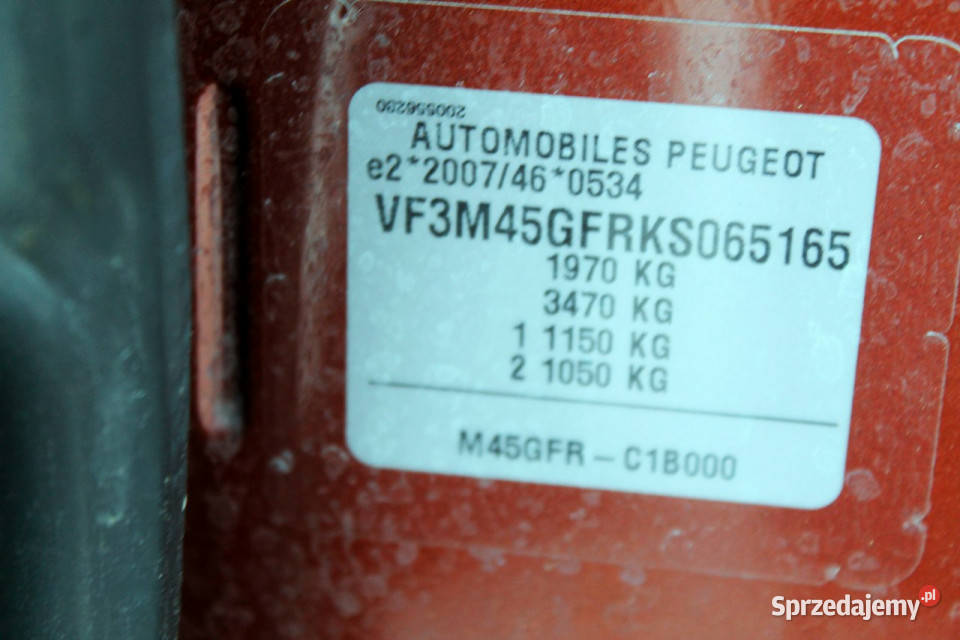 200556280
AUTOMOBILES PEUGEOT
e2*2007/46*0534
VF3M45GFRKS065165
1970 KG
3470 KG
1 1150 KG
2 1050 KG
M45GFR - C1B000
Sprzedajemy.pl